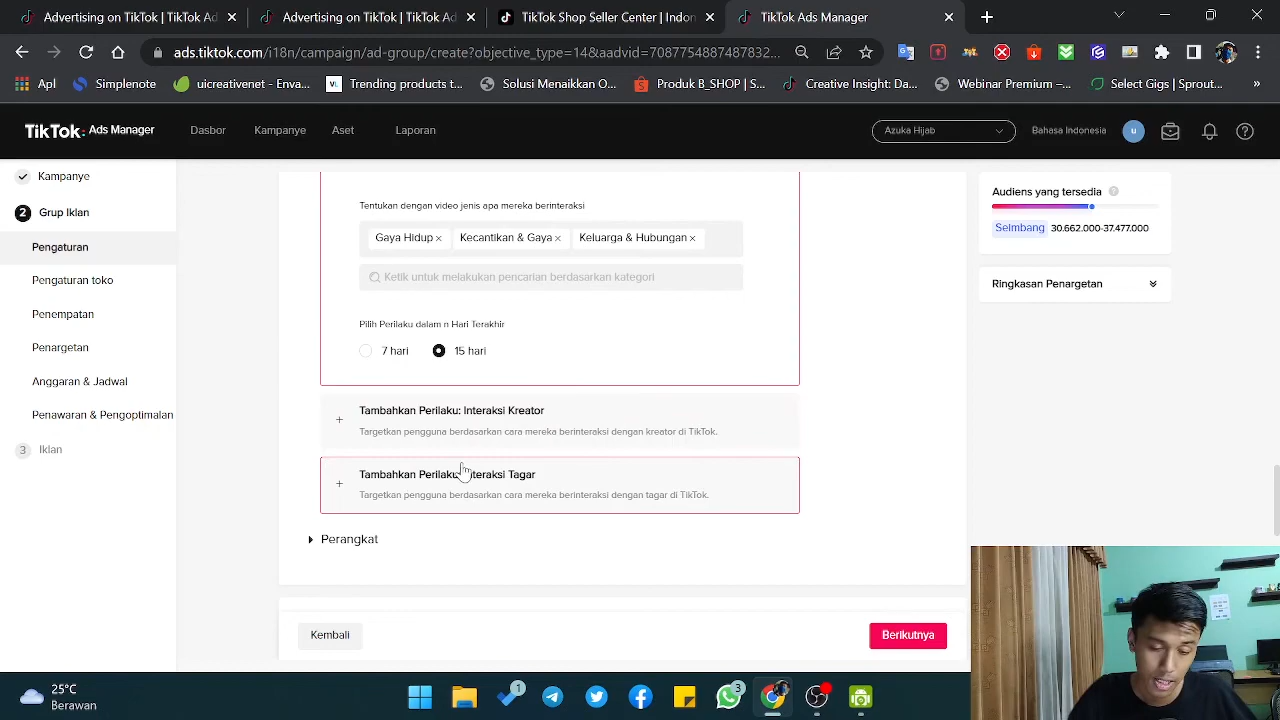 Advertising on TikTok | TikTok Ad
Advertising on TikTok | TikTok Ad
TikTok Shop Seller Center | Indon
TikTok Ads Manager
ads.tiktok.com/i18n/campaign/ad-group/create?objective_type=14&aadvid=7087754887487832...
Apl
Simplenote
uicreativenet - Enva...
Trending products t...
Solusi Menaikkan O...
Produk B_SHOP | S...
Creative Insight: Da...
Web Premium –...
Select Gigs | Sprout...
TikTok: Ads Manager
Dasbor
Kampanye
Aset
Laporan
Azuka Hijab
Bahasa Indonesia
u
Kampanye
2 Grup Iklan
Pengaturan
Pengaturan toko
Penempatan
Penargetan
Anggaran & Jadwal
Penawaran & Pengoptimalan
3 Iklan
Tentukan dengan video jenis apa mereka berinteraksi
Gaya Hidup × Kecantikan & Gaya × Keluarga & Hubungan ×
Ketik untuk melakukan pencarian berdasarkan kategori
Pilih Perilaku dalam n Hari Terakhir
7 hari
15 hari
+ Tambahkan Perilaku: Interaksi Kreator
Targetkan pengguna berdasarkan cara mereka berinteraksi dengan kreator di TikTok.
+ Tambahkan Perilaku: Interaksi Tagar
Targetkan pengguna berdasarkan cara mereka berinteraksi dengan tagar di TikTok.
Perangkat
Kembali
Berikutnya
Audiens yang tersedia
Seimbang 30.662.000-37.477.000
Ringkasan Penargetan
25°C
Berawan
1
3